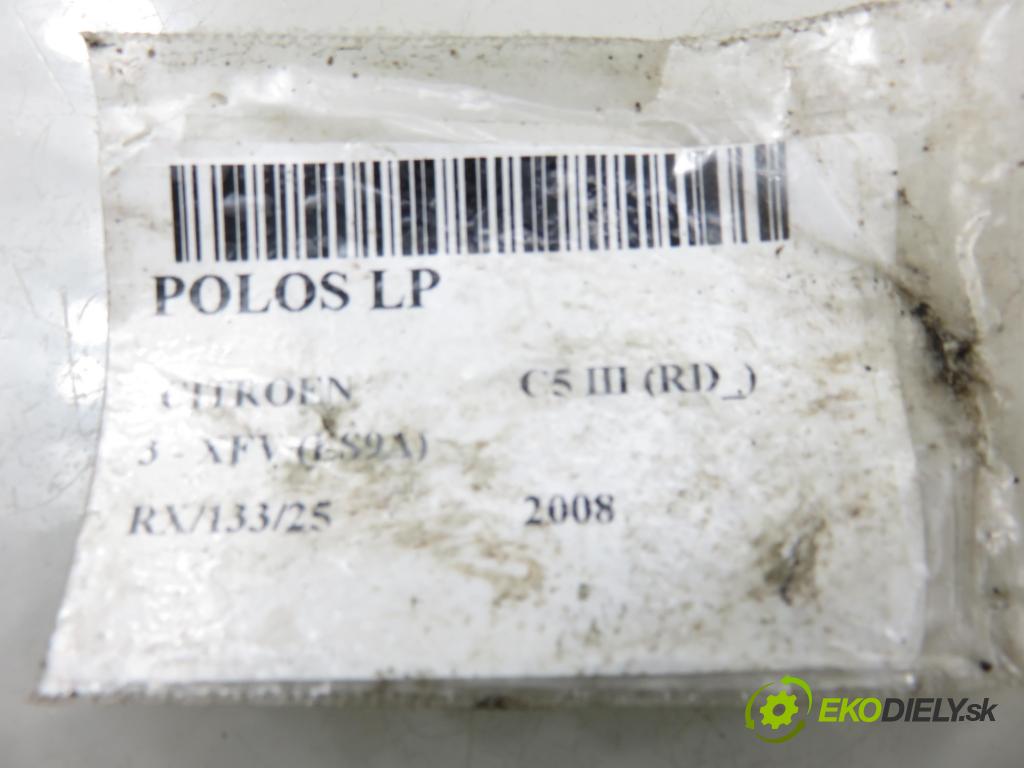 POLOS LP
CITROEN C5 III (RD_)
3 - XFV (ES9A)
RX/133/25 2008
EKODIELY.sk